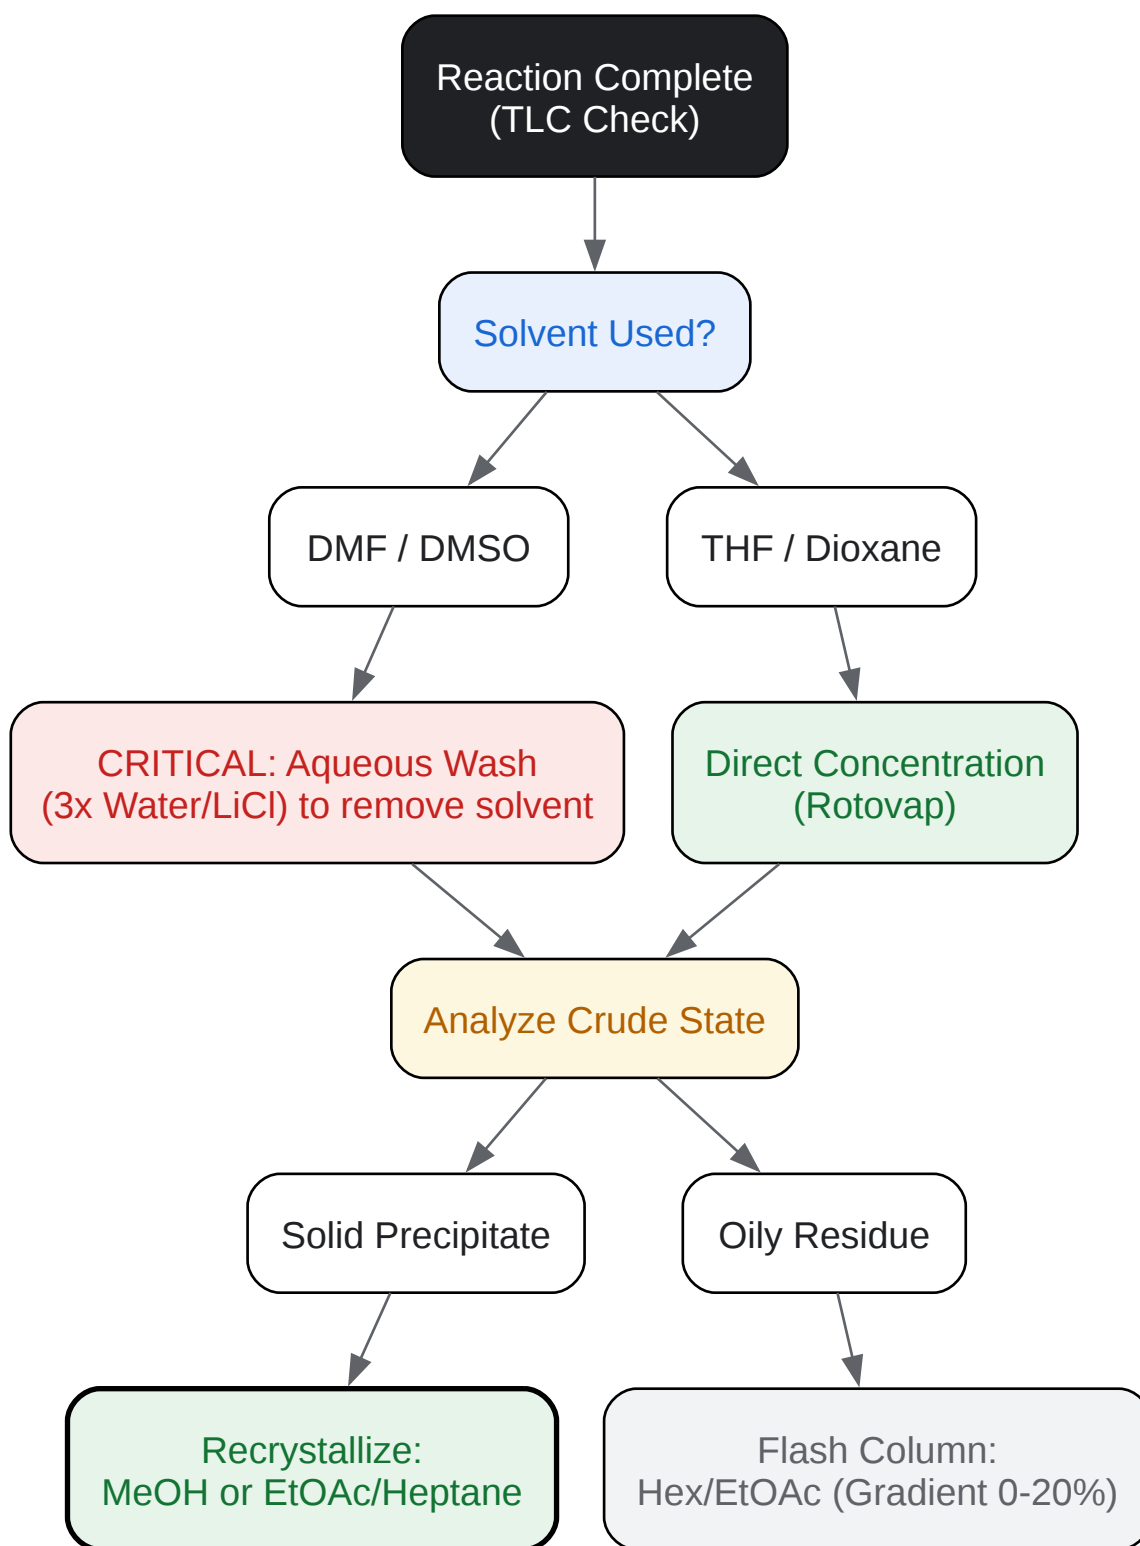 Reaction Complete
(TLC Check)
Solvent Used?
DMF / DMSO
THF / Dioxane
CRITICAL: Aqueous Wash
(3x Water/LiCl) to remove solvent
Direct Concentration
(Rotovap)
Analyze Crude State
Solid Precipitate
Oily Residue
Recrystallize:
MeOH or EtOAc/Heptane
Flash Column:
Hex/EtOAc (Gradient 0-20%)